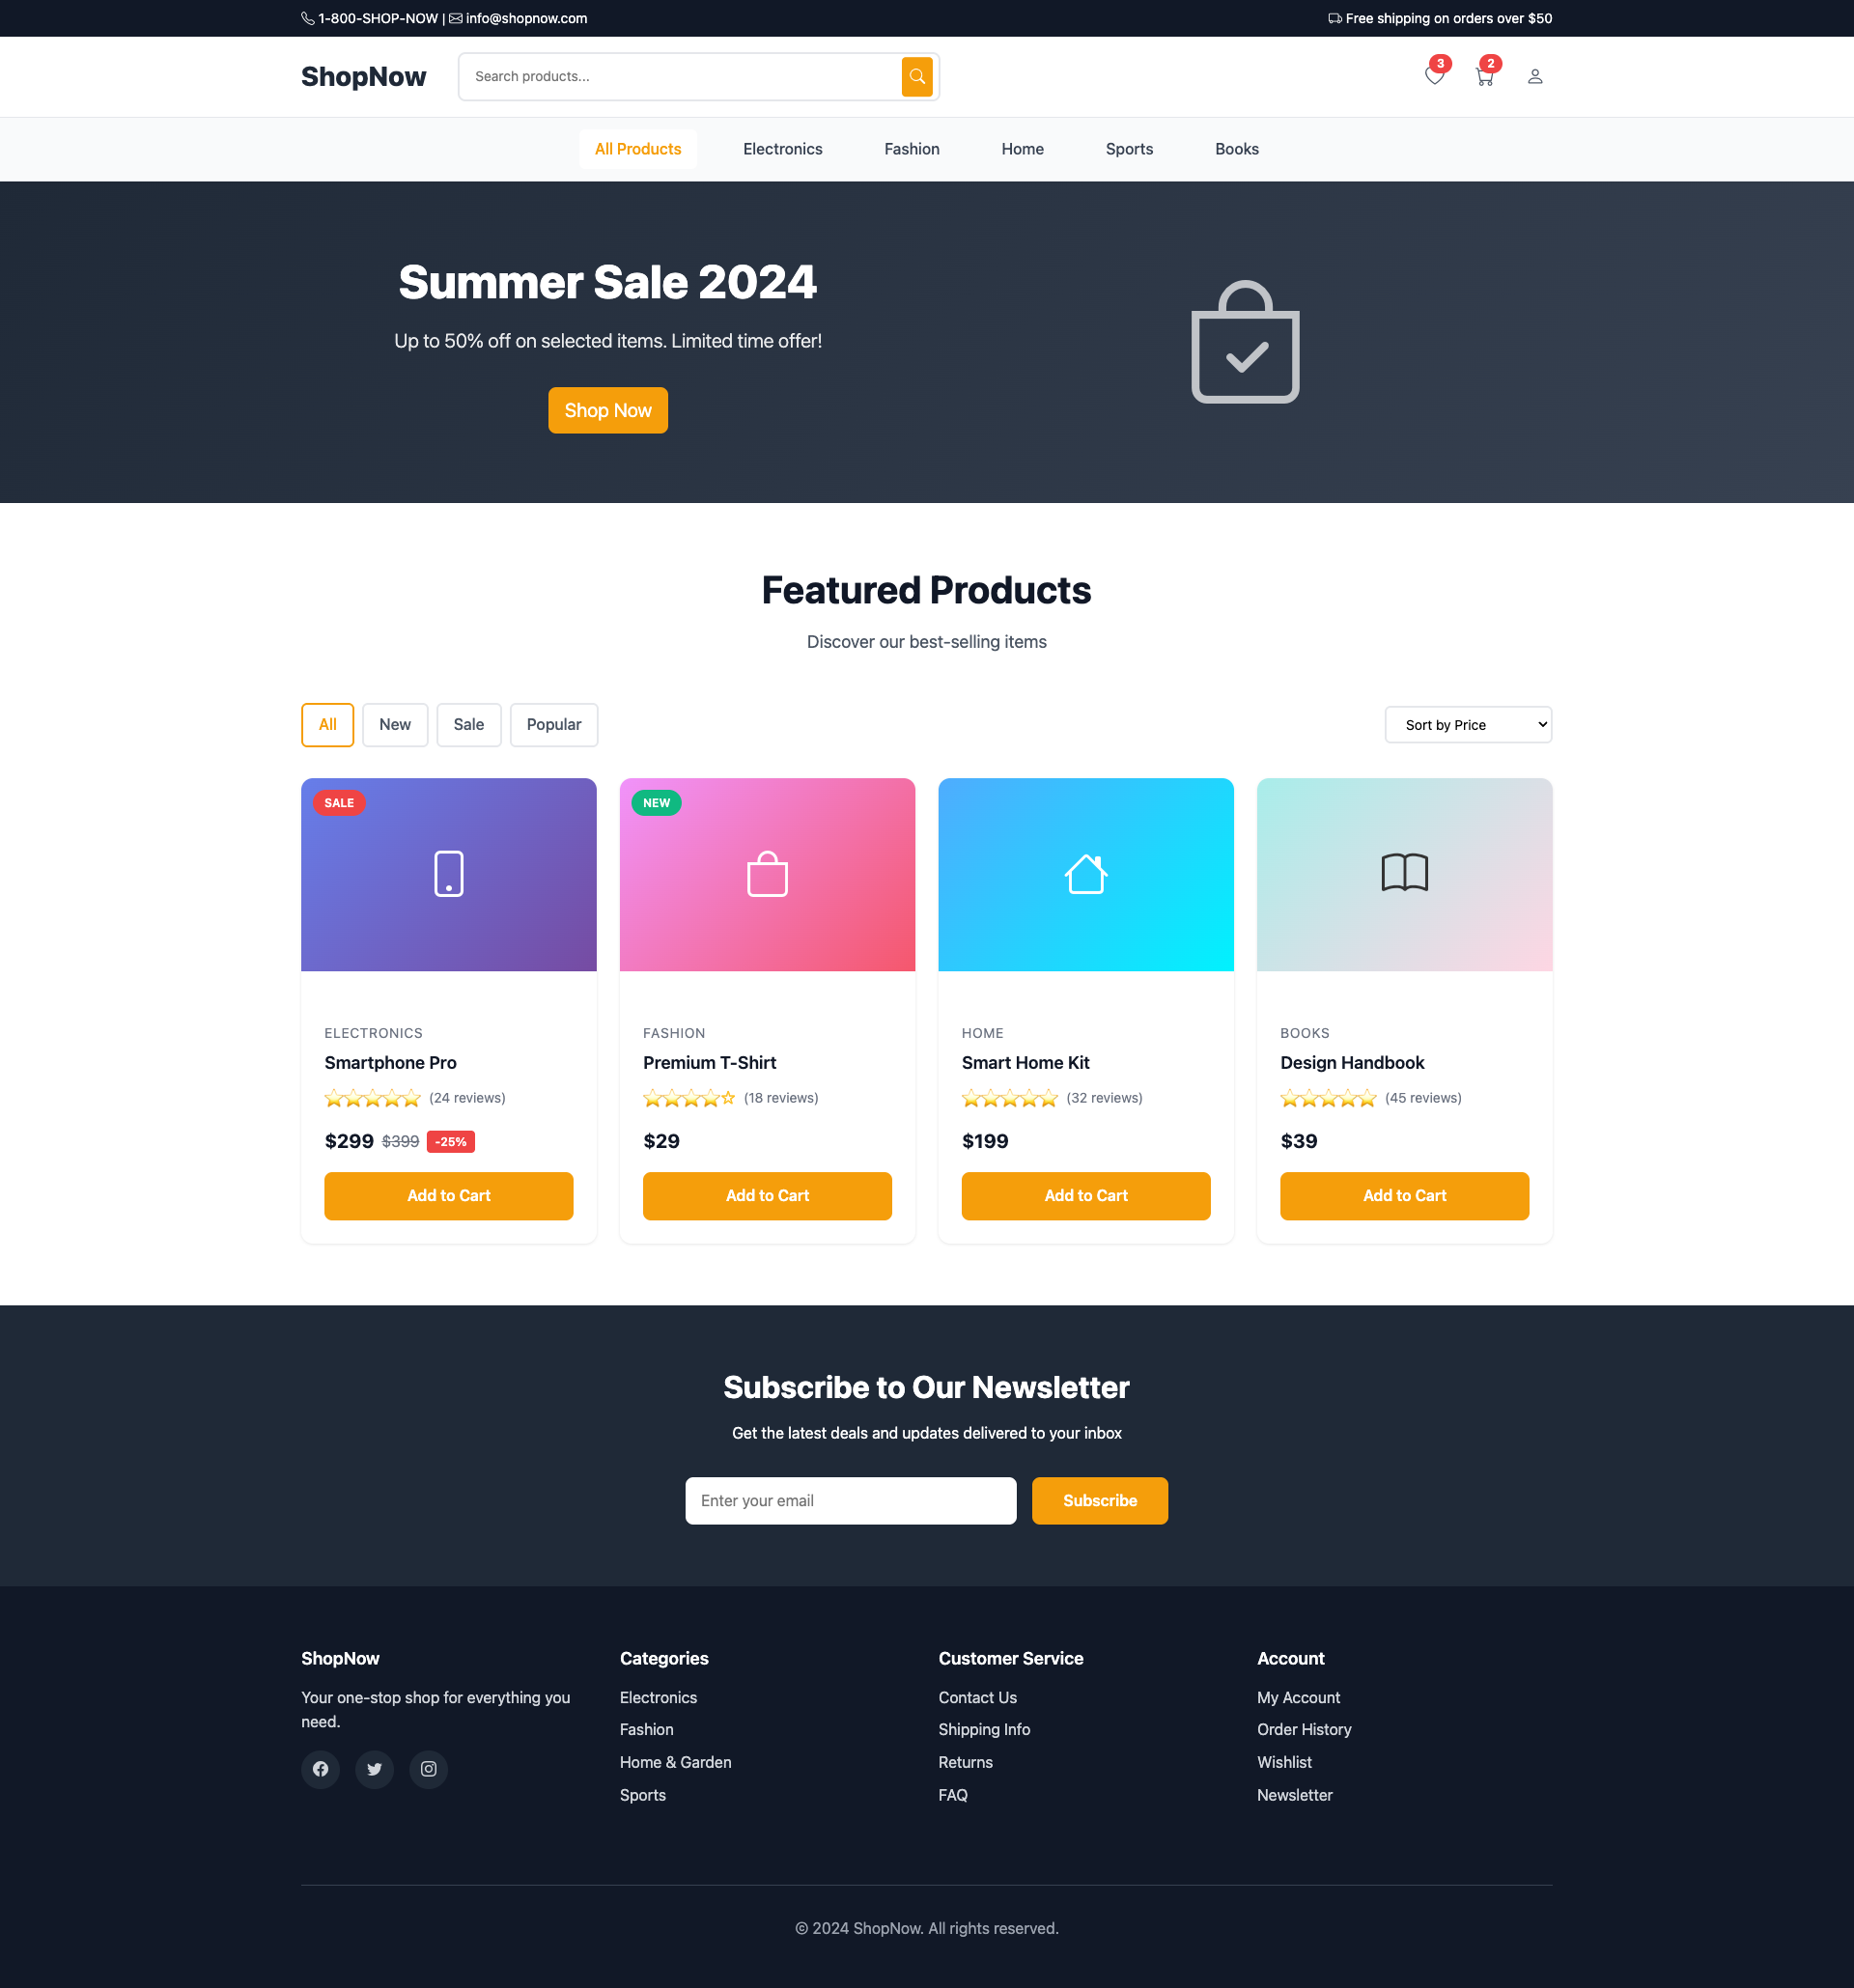 1-800-SHOP-NOW | info@shopnow.com
Free shipping on orders over $50
ShopNow
Search products...
3
2
All Products
Electronics
Fashion
Home
Sports
Books
Summer Sale 2024
Up to 50% off on selected items. Limited time offer!
Shop Now
Featured Products
Discover our best-selling items
All
New
Sale
Popular
Sort by Price
SALE
ELECTRONICS
Smartphone Pro
(24 reviews)
$299 $399 -25%
Add to Cart
NEW
FASHION
Premium T-Shirt
(18 reviews)
$29
Add to Cart
HOME
Smart Home Kit
(32 reviews)
$199
Add to Cart
BOOKS
Design Handbook
(45 reviews)
$39
Add to Cart
Subscribe to Our Newsletter
Get the latest deals and updates delivered to your inbox
Enter your email
Subscribe
ShopNow
Your one-stop shop for everything you
need.
Categories
Electronics
Fashion
Home & Garden
Sports
Customer Service
Contact Us
Shipping Info
Returns
FAQ
Account
My Account
Order History
Wishlist
Newsletter
© 2024 ShopNow. All rights reserved.